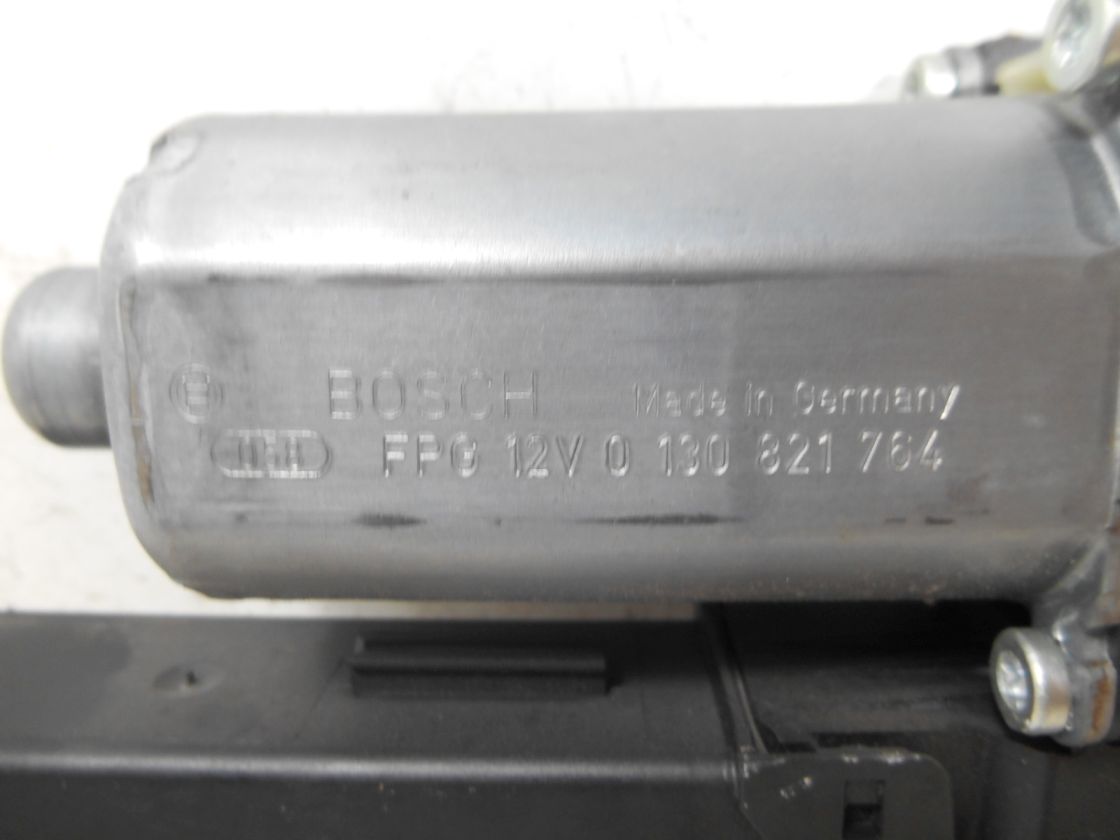 BOSCH Made in Germany
FPG 12V 0 130 821 764